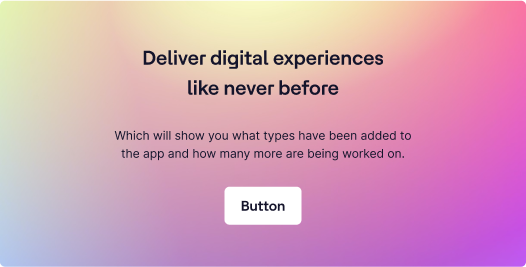 Deliver digital experiences
like never before
Which will show you what types have been added to
the app and how many more are being worked on.
Button